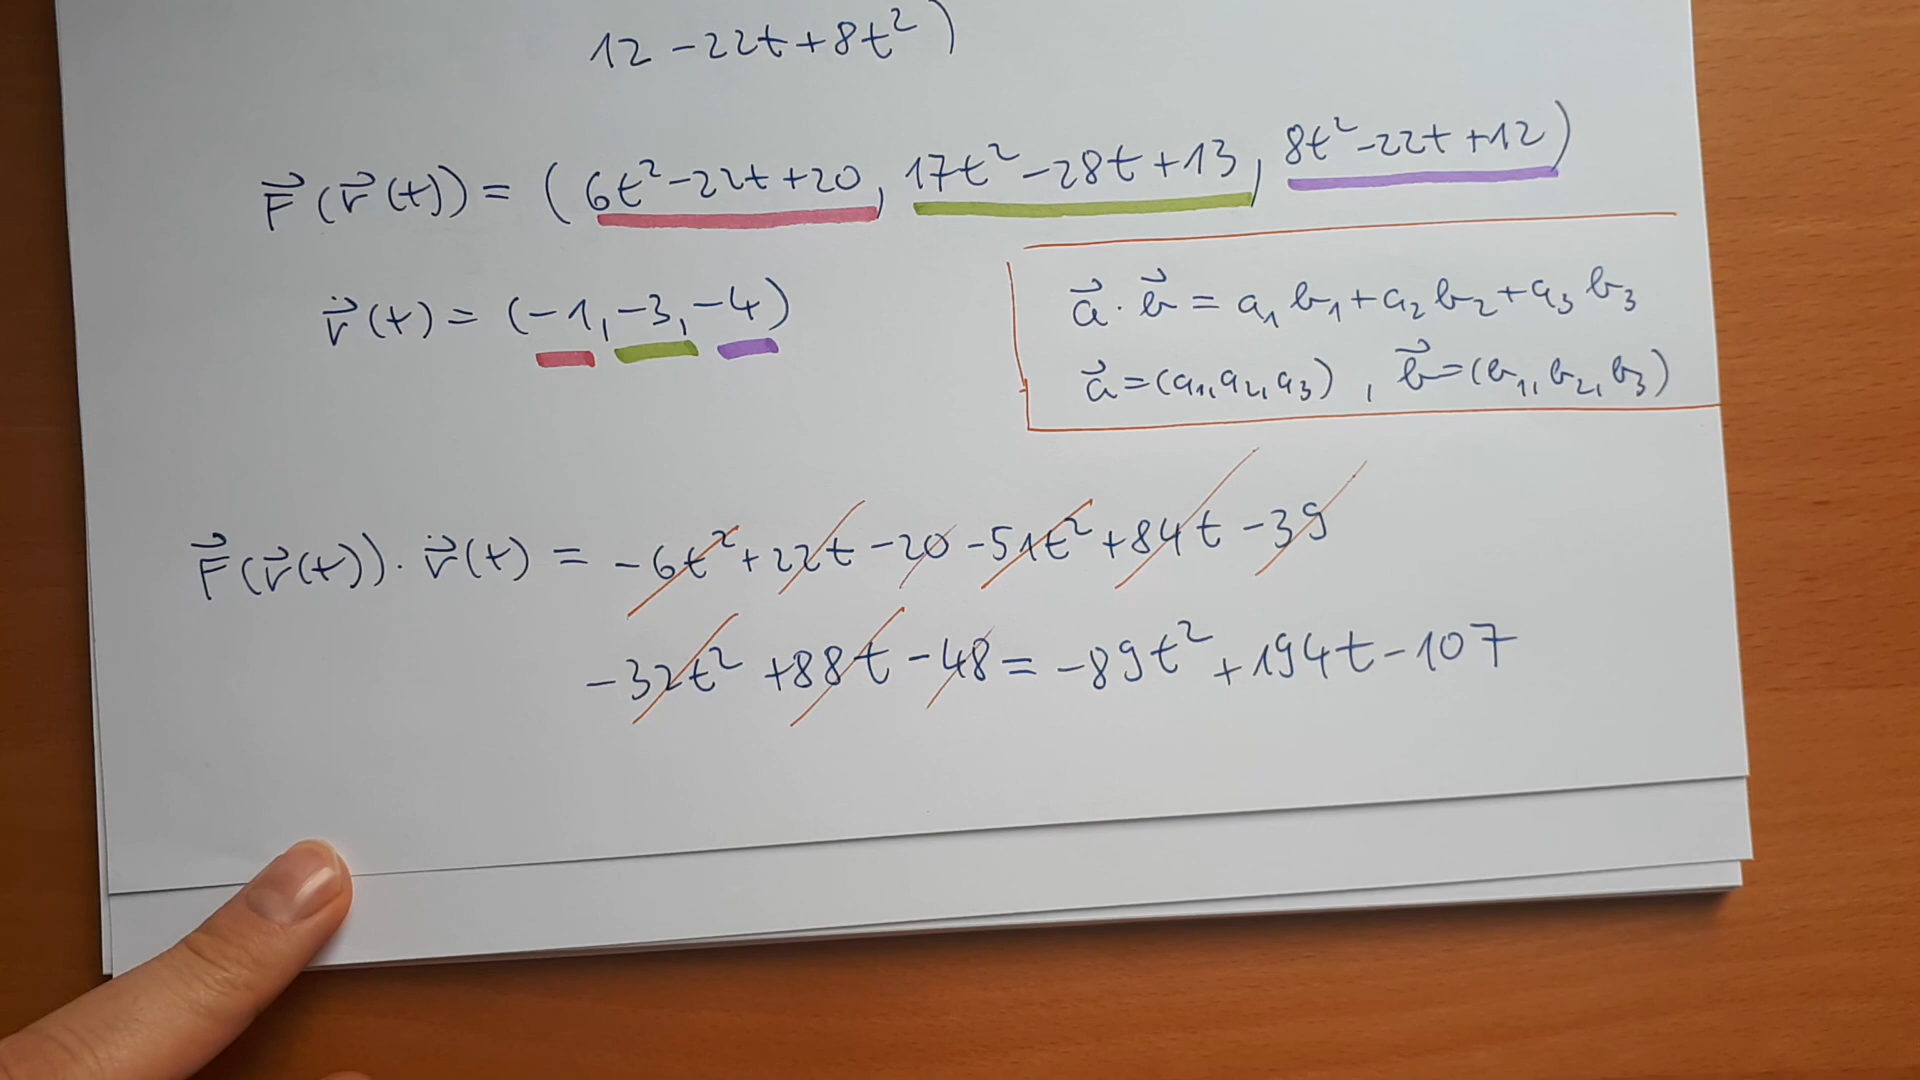 12 -22t+8t²)
F⃗(r⃗(t)) = (6t²-22t+20, 17t²-28t+13, 8t²-22t+12)
r⃗̇(t) = (-1,-3,-4)
a⃗·b⃗ = a₁b₁+a₂b₂+a₃b₃
a⃗=(a₁,a₂,a₃) , b⃗=(b₁,b₂,b₃)
F⃗(r⃗(t))·r⃗̇(t) = -6t²+22t-20-51t²+84t-39
-32t²+88t-48=-89t²+194t-107